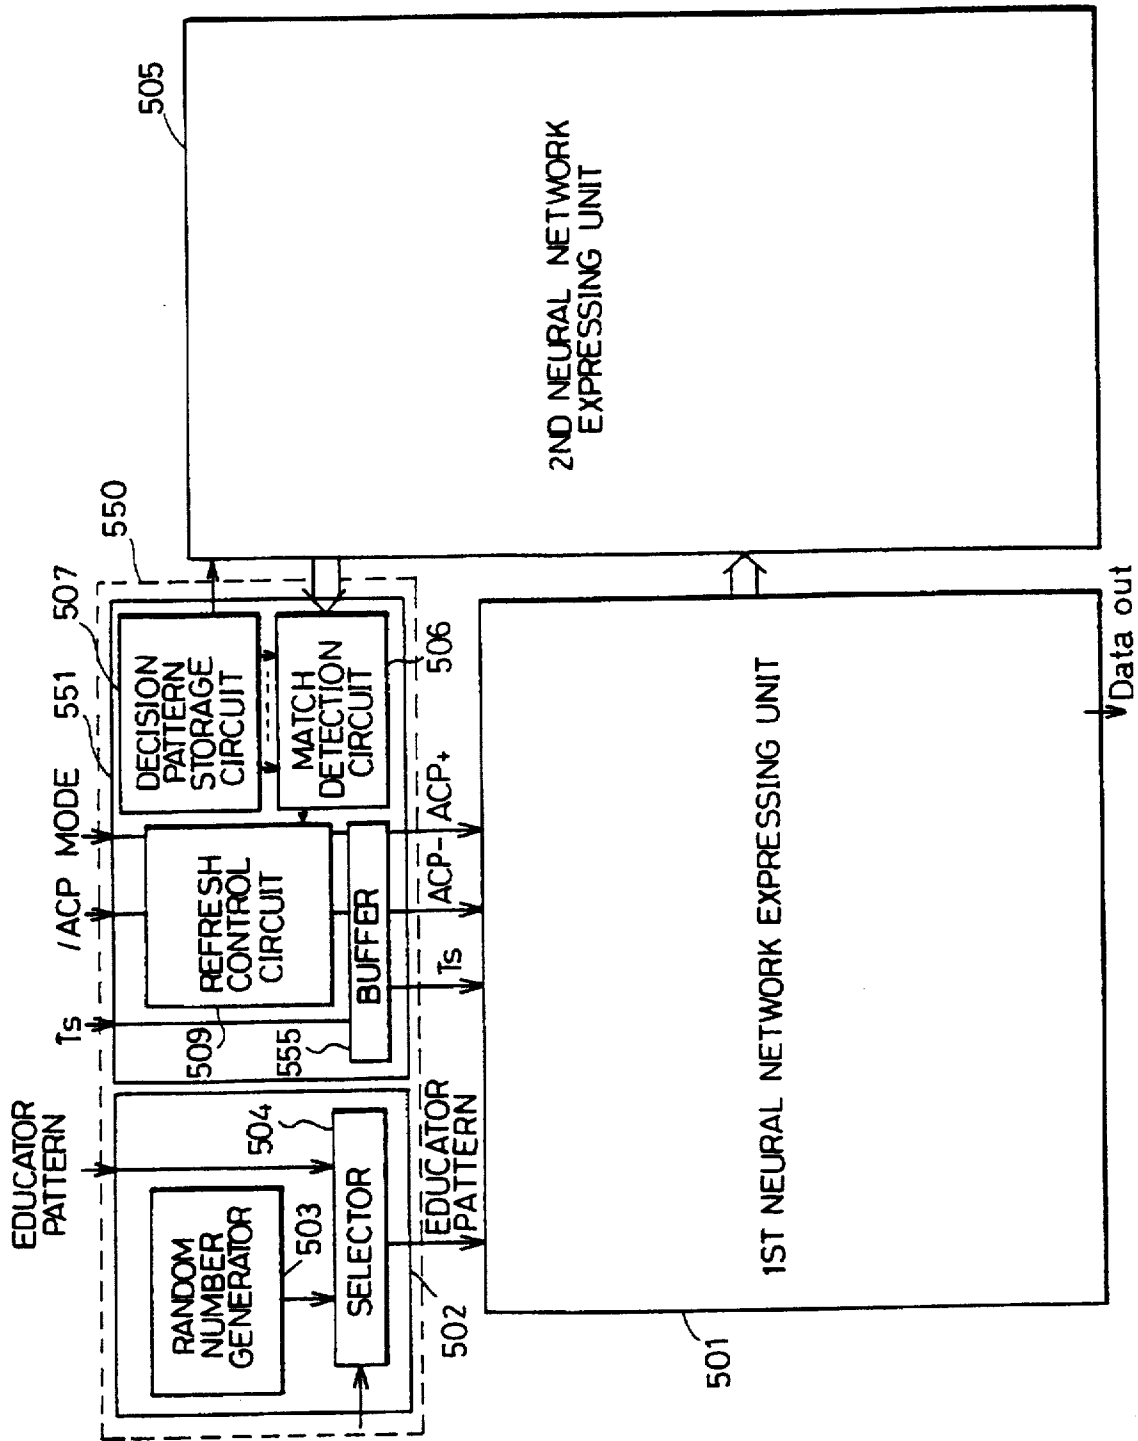 EDUCATOR
PATTERN
Ts
/ACP
MODE
551
507
550
505
RANDOM
NUMBER
GENERATOR
503
504
SELECTOR
502
509
REFRESH
CONTROL
CIRCUIT
555
BUFFER
DECISION
PATTERN
STORAGE
CIRCUIT
MATCH
DETECTION
CIRCUIT
506
EDUCATOR
PATTERN
Ts
ACP-
ACP+
2ND NEURAL NETWORK
EXPRESSING UNIT
1ST NEURAL NETWORK EXPRESSING UNIT
501
Data out